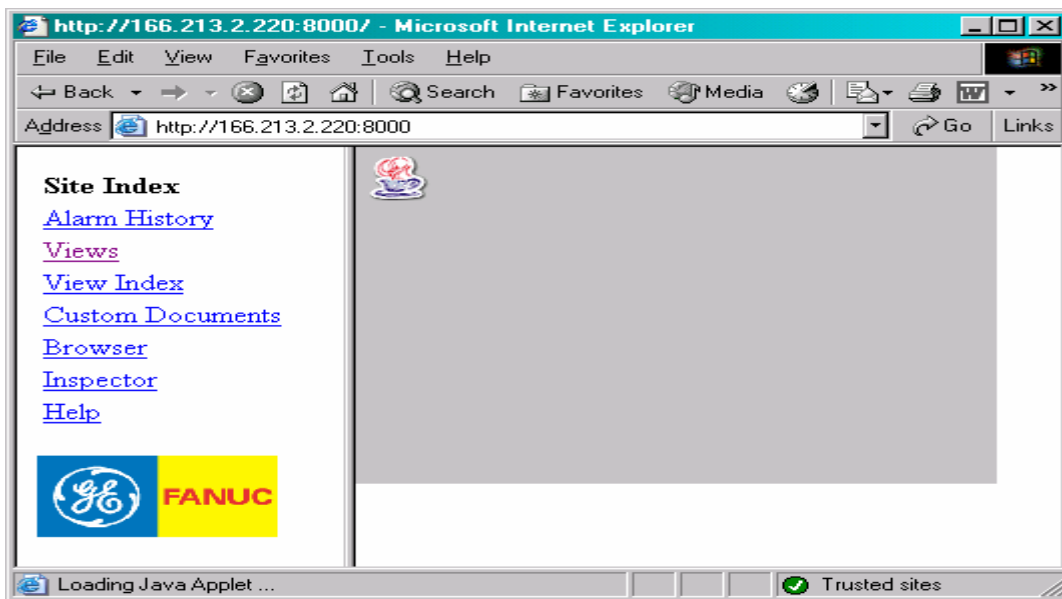 http://166.213.2.220:8000/ - Microsoft Internet Explorer
File Edit View Favorites Tools Help
Back Search Favorites Media W »
Address http://166.213.2.220:8000 Go Links
Site Index
Alarm History
Views
View Index
Custom Documents
Browser
Inspector
Help
GE FANUC
Loading Java Applet ... Trusted sites